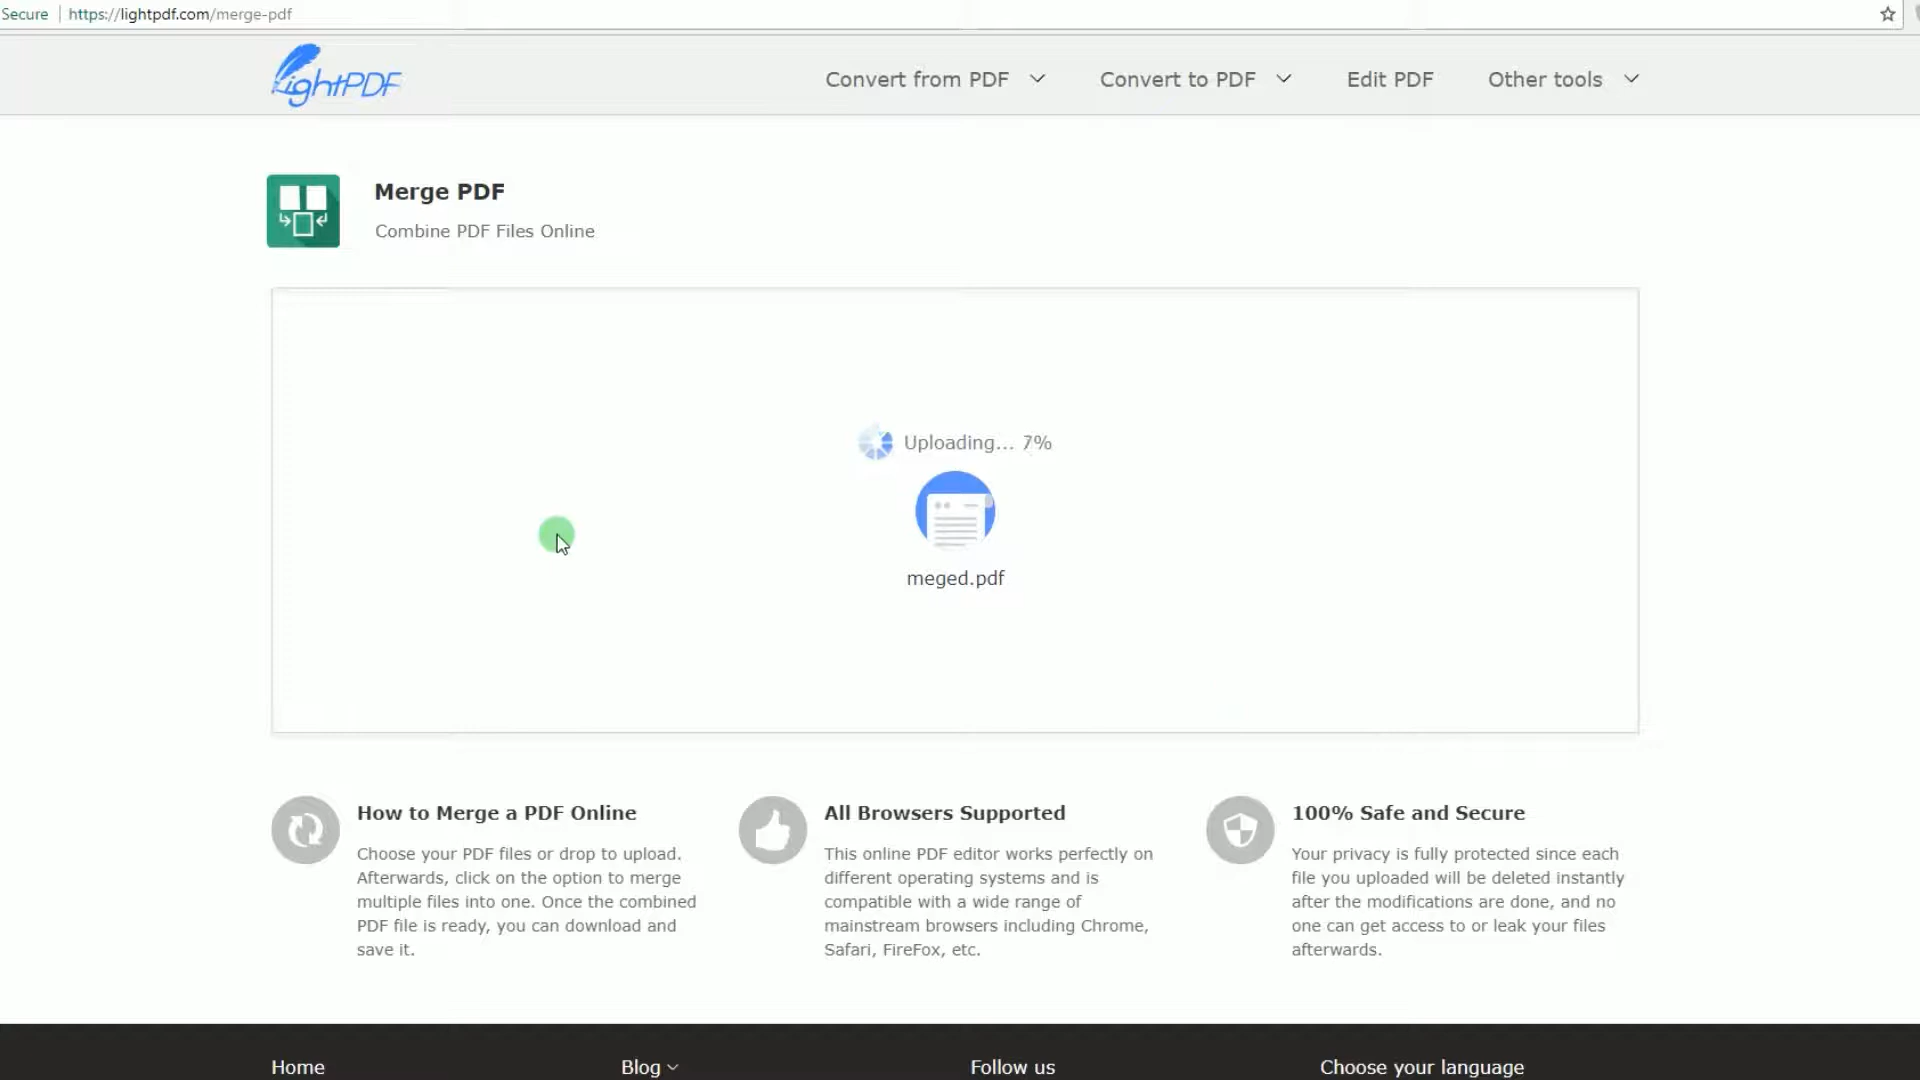 Secure https://lightpdf.com/merge-pdf
LightPDF Convert from PDF Convert to PDF Edit PDF Other tools
Merge PDF
Combine PDF Files Online
Uploading... 7%
meged.pdf
How to Merge a PDF Online
Choose your PDF files or drop to upload.
Afterwards, click on the option to merge
multiple files into one. Once the combined
PDF file is ready, you can download and
save it.
All Browsers Supported
This online PDF editor works perfectly on
different operating systems and is
compatible with a wide range of
mainstream browsers including Chrome,
Safari, FireFox, etc.
100% Safe and Secure
Your privacy is fully protected since each
file you uploaded will be deleted instantly
after the modifications are done, and no
one can get access to or leak your files
afterwards.
Home Blog Follow us Choose your language